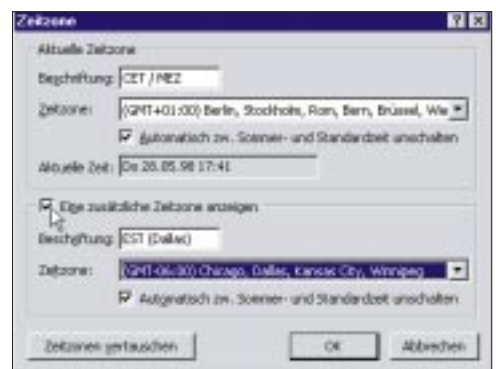 Zeitzone
Aktuelle Zeitzone
Beschriftung: CET / MEZ
Zeitzone: (GMT+01:00) Berlin, Stockholm, Rom, Bern, Brüssel, Wie
Automatisch zw. Sommer- und Standardzeit umschalten
Aktuelle Zeit: Do 28.05.98 17:41
Eine zusätzliche Zeitzone anzeigen
Beschriftung: EST (Dallas)
Zeitzone: (GMT-06:00) Chicago, Dallas, Kansas City, Winnipeg
Automatisch zw. Sommer- und Standardzeit umschalten
Zeitzonen vertauschen OK Abbrechen